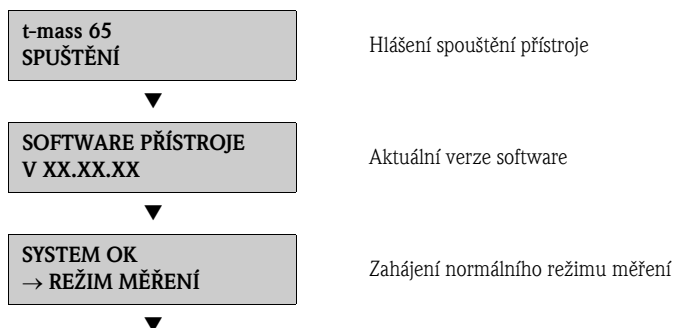 t-mass 65
SPUŠTĚNÍ
Hlášení spouštění přístroje
▼
SOFTWARE PŘÍSTROJE
V XX.XX.XX
Aktuální verze software
▼
SYSTEM OK
→ REŽIM MĚŘENÍ
Zahájení normálního režimu měření
▼